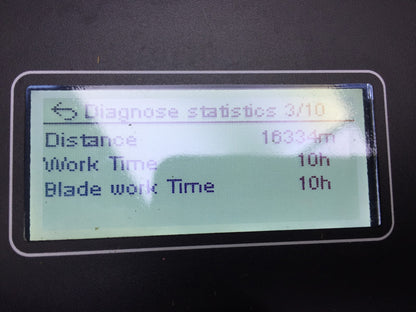 Diagnose statistics 3/10
Distance 16334m
Work Time 10h
Blade work Time 10h